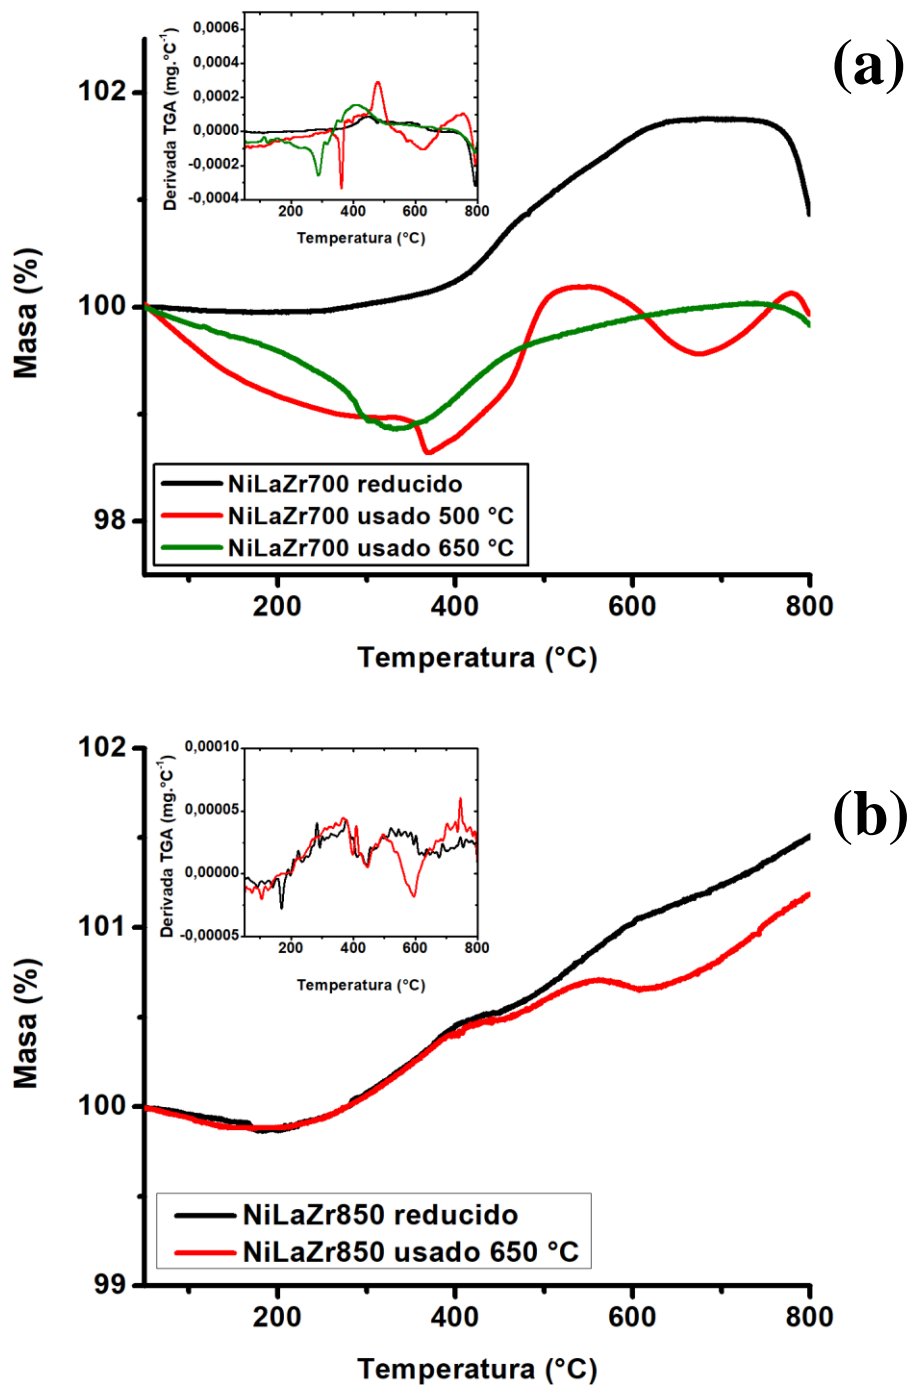 (a)
Masa (%)
102
100
98
200 400 600 800
Temperatura (°C)
Derivada TGA (mg.°C-1)
0,0006
0,0004
0,0002
0,0000
-0,0002
-0,0004
200 400 600 800
Temperatura (°C)
NiLaZr700 reducido
NiLaZr700 usado 500 °C
NiLaZr700 usado 650 °C
(b)
Masa (%)
102
101
100
99
200 400 600 800
Temperatura (°C)
Derivada TGA (mg.°C-1)
0,00010
0,00005
0,00000
-0,00005
200 400 600 800
Temperatura (°C)
NiLaZr850 reducido
NiLaZr850 usado 650 °C